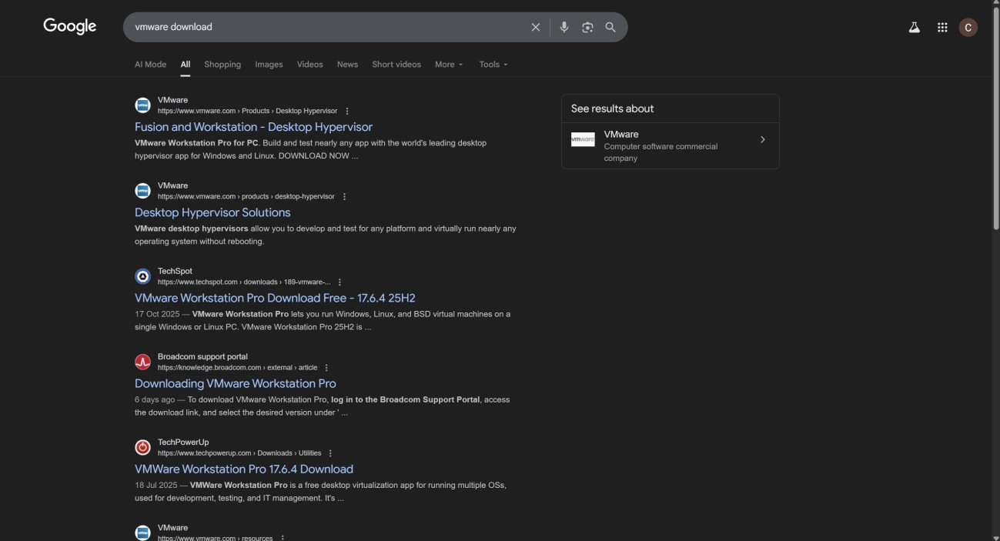 Google
vmware download
C
AI Mode
All
Shopping
Images
Videos
News
Short videos
More
Tools
VMware
https://www.vmware.com › Products › Desktop Hypervisor
Fusion and Workstation - Desktop Hypervisor
VMware Workstation Pro for PC. Build and test nearly any app with the world's leading desktop
hypervisor app for Windows and Linux. DOWNLOAD NOW ...
VMware
https://www.vmware.com › products › desktop-hypervisor
Desktop Hypervisor Solutions
VMware desktop hypervisors allow you to develop and test for any platform and virtually run nearly any
operating system without rebooting.
TechSpot
https://www.techspot.com › downloads › 189-vmware-...
VMware Workstation Pro Download Free - 17.6.4 25H2
17 Oct 2025 — VMware Workstation Pro lets you run Windows, Linux, and BSD virtual machines on a
single Windows or Linux PC. VMware Workstation Pro 25H2 is ...
Broadcom support portal
https://knowledge.broadcom.com › external › article
Downloading VMware Workstation Pro
6 days ago — To download VMware Workstation Pro, log in to the Broadcom Support Portal, access
the download link, and select the desired version under ' ...
TechPowerUp
https://www.techpowerup.com › Downloads › Utilities
VMWare Workstation Pro 17.6.4 Download
18 Jul 2025 — VMWare Workstation Pro is a free desktop virtualization app for running multiple OSs,
used for development, testing, and IT management. It's ...
VMware
https://www.vmware.com › resources
See results about
vmware
VMware
Computer software commercial
company